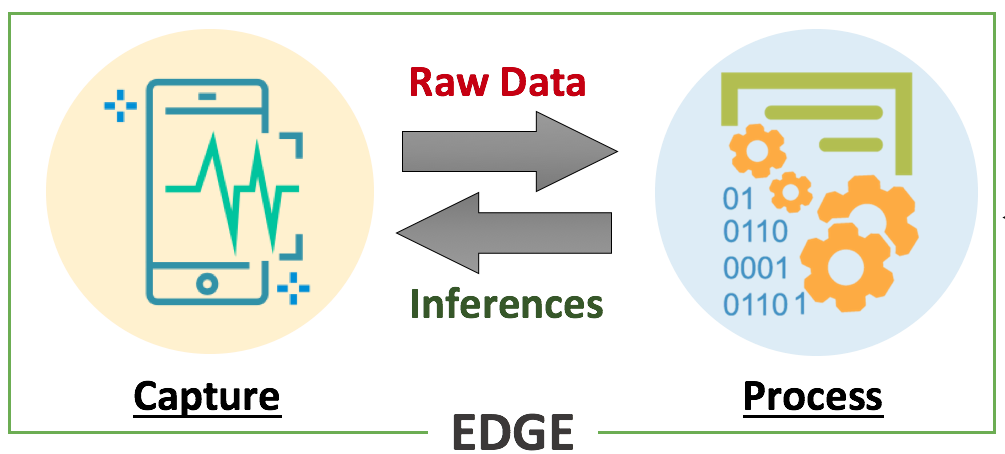 Raw Data
Inferences
01
0110
0001
01101
Capture
Process
EDGE